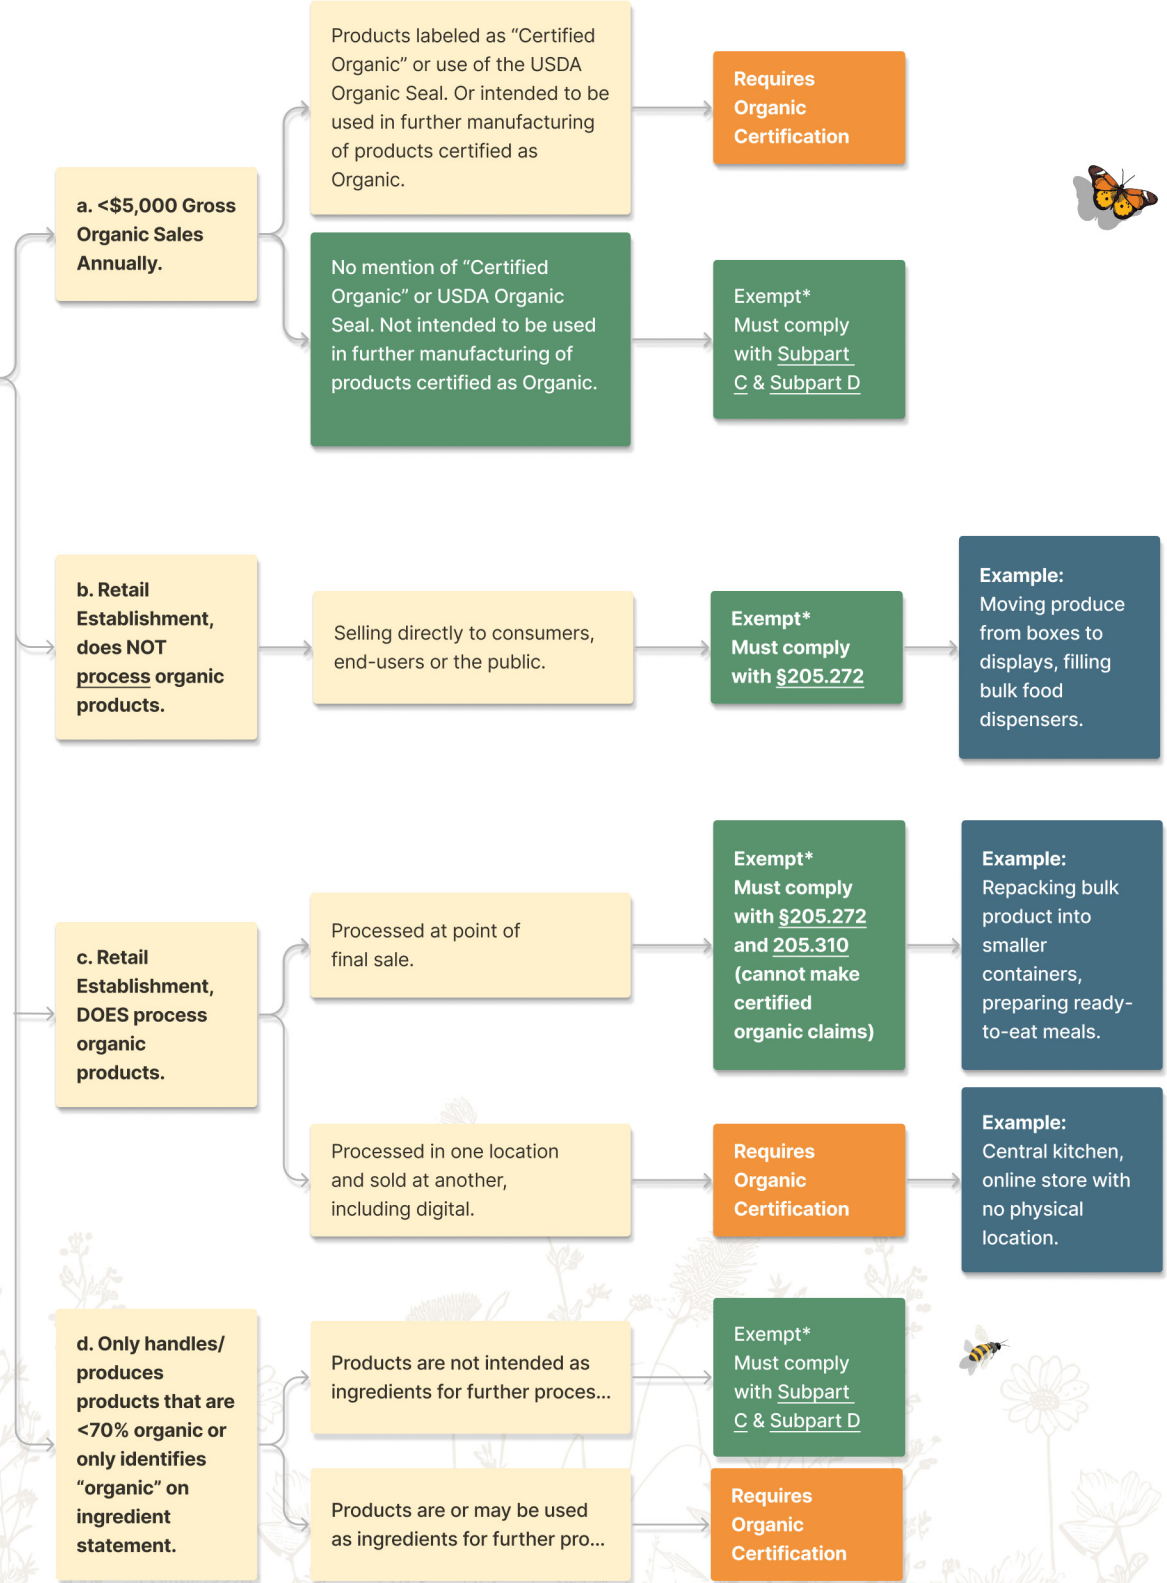 Products labeled as “Certified
Organic” or use of the USDA
Organic Seal. Or intended to be
used in further manufacturing
of products certified as
Organic.
Requires
Organic
Certification
a. <$5,000 Gross
Organic Sales
Annually.
No mention of “Certified
Organic” or USDA Organic
Seal. Not intended to be used
in further manufacturing of
products certified as Organic.
Exempt*
Must comply
with Subpart
C & Subpart D
b. Retail
Establishment,
does NOT
process organic
products.
Selling directly to consumers,
end-users or the public.
Exempt*
Must comply
with §205.272
Example:
Moving produce
from boxes to
displays, filling
bulk food
dispensers.
c. Retail
Establishment,
DOES process
organic
products.
Processed at point of
final sale.
Exempt*
Must comply
with §205.272
and 205.310
(cannot make
certified
organic claims)
Example:
Repacking bulk
product into
smaller
containers,
preparing ready-
to-eat meals.
Processed in one location
and sold at another,
including digital.
Requires
Organic
Certification
Example:
Central kitchen,
online store with
no physical
location.
d. Only handles/
produces
products that are
<70% organic or
only identifies
“organic” on
ingredient
statement.
Products are not intended as
ingredients for further proces...
Exempt*
Must comply
with Subpart
C & Subpart D
Products are or may be used
as ingredients for further pro...
Requires
Organic
Certification